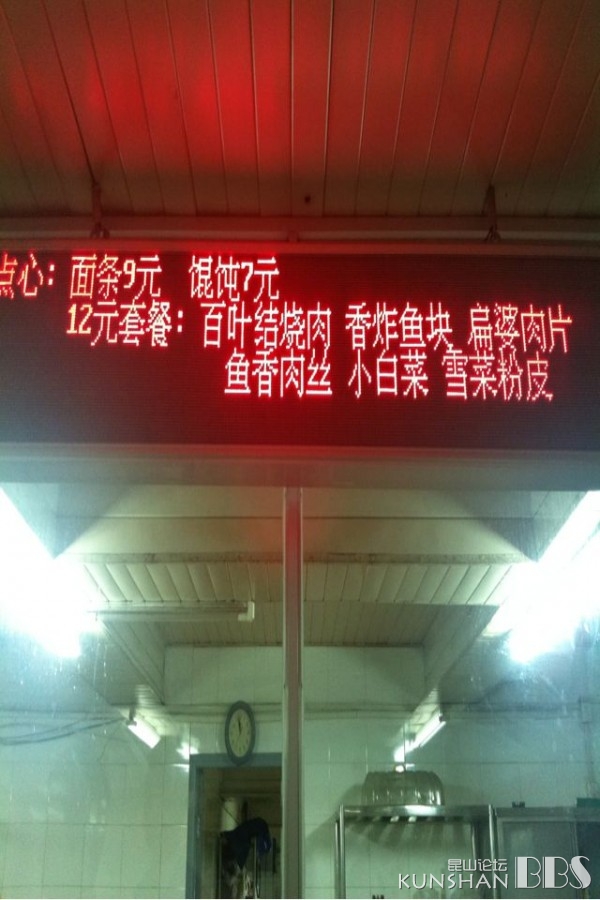 点心：面条9元 馄饨7元
12元套餐：百叶结烧肉 香炸鱼块 扁婆肉片
鱼香肉丝 小白菜 雪菜粉皮
昆山论坛
KUNSHAN BBS